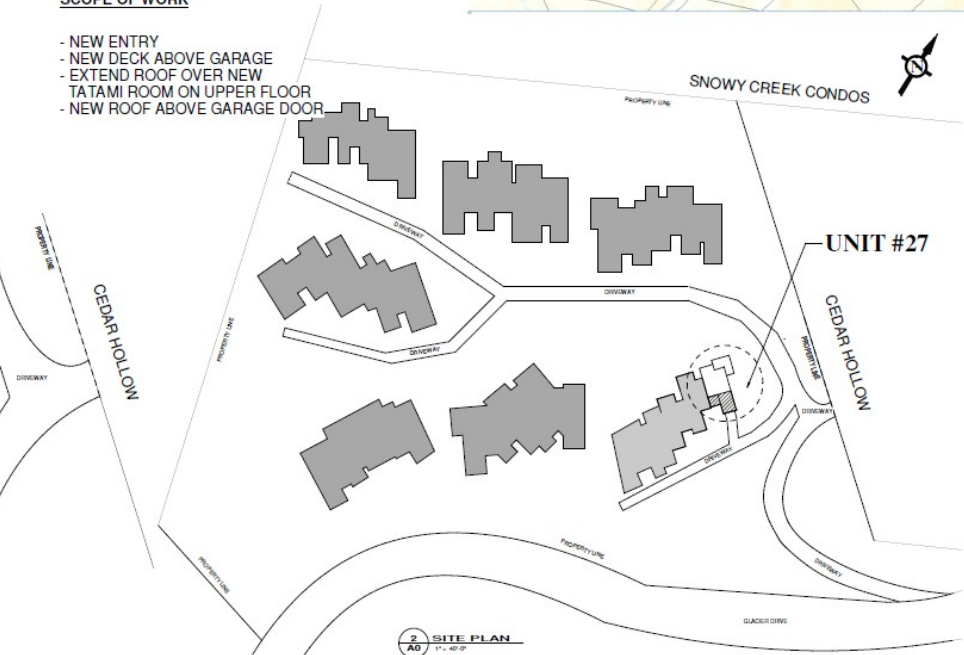 SCOPE OF WORK
- NEW ENTRY
- NEW DECK ABOVE GARAGE
- EXTEND ROOF OVER NEW
TATAMI ROOM ON UPPER FLOOR
- NEW ROOF ABOVE GARAGE DOOR
N
SNOWY CREEK CONDOS
PROPERTY LINE
DRIVEWAY
UNIT #27
PROPERTY LINE
CEDAR HOLLOW
DRIVEWAY
PROPERTY LINE
DRIVEWAY
DRIVEWAY
CEDAR HOLLOW
PROPERTY LINE
DRIVEWAY
DRIVEWAY
PROPERTY LINE
PROPERTY LINE
DRIVEWAY
GLACIER DRIVE
2
A0
SITE PLAN
1" = 40'-0"